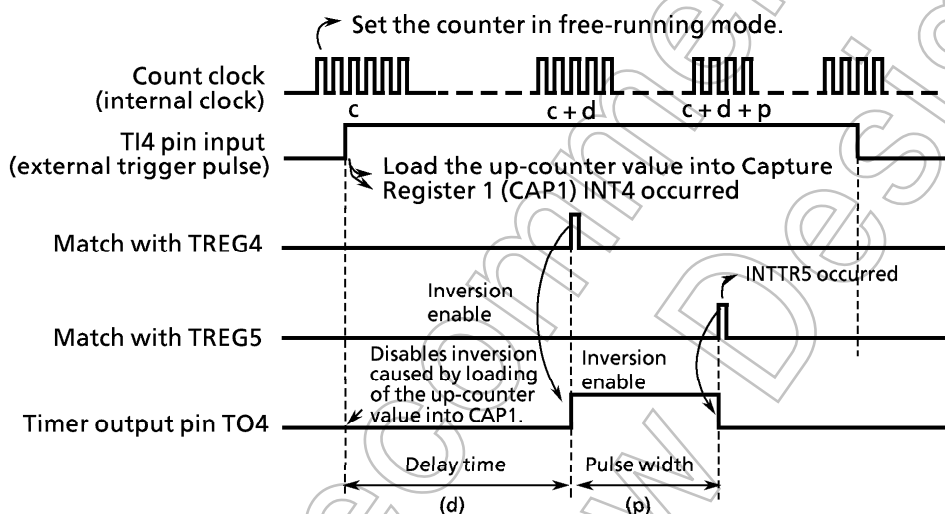 Set the counter in free-running mode.
Count clock
(internal clock)
c
c + d
c + d + p
TI4 pin input
(external trigger pulse)
Load the up-counter value into Capture
Register 1 (CAP1) INT4 occurred
Match with TREG4
INTTR5 occurred
Inversion
enable
Match with TREG5
Disables inversion
caused by loading
of the up-counter
value into CAP1.
Inversion
enable
Timer output pin TO4
Delay time
Pulse width
(d)
(p)